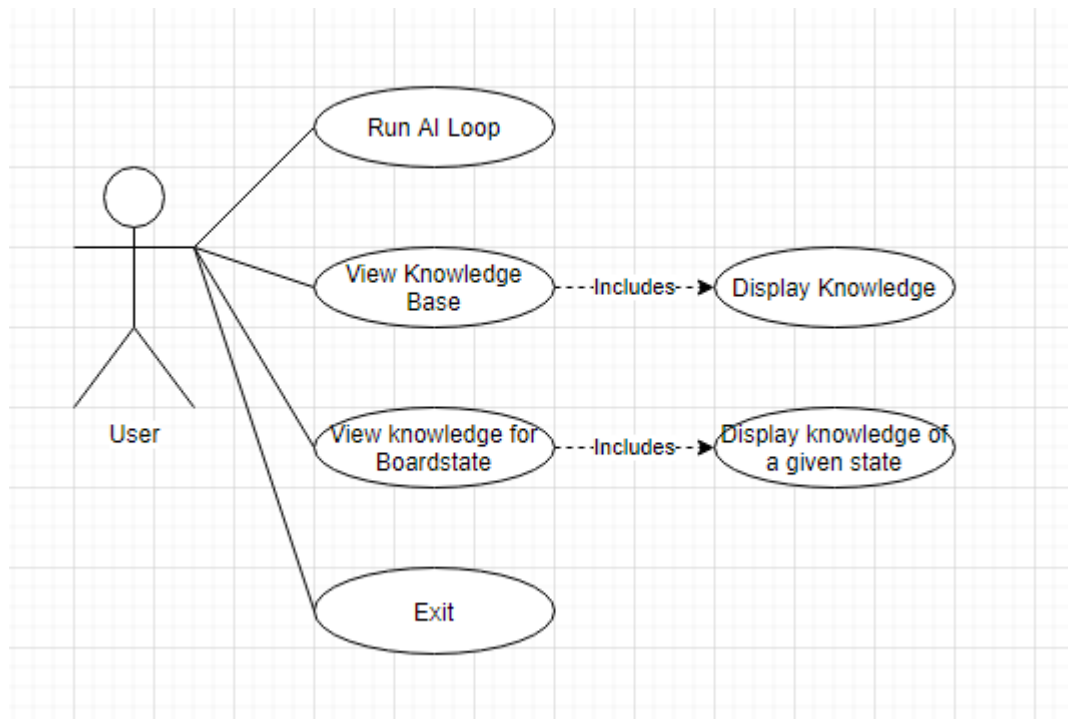 Run AI Loop
View Knowledge
Base
Includes
Display Knowledge
User
View knowledge for
Boardstate
Includes
Display knowledge of
a given state
Exit